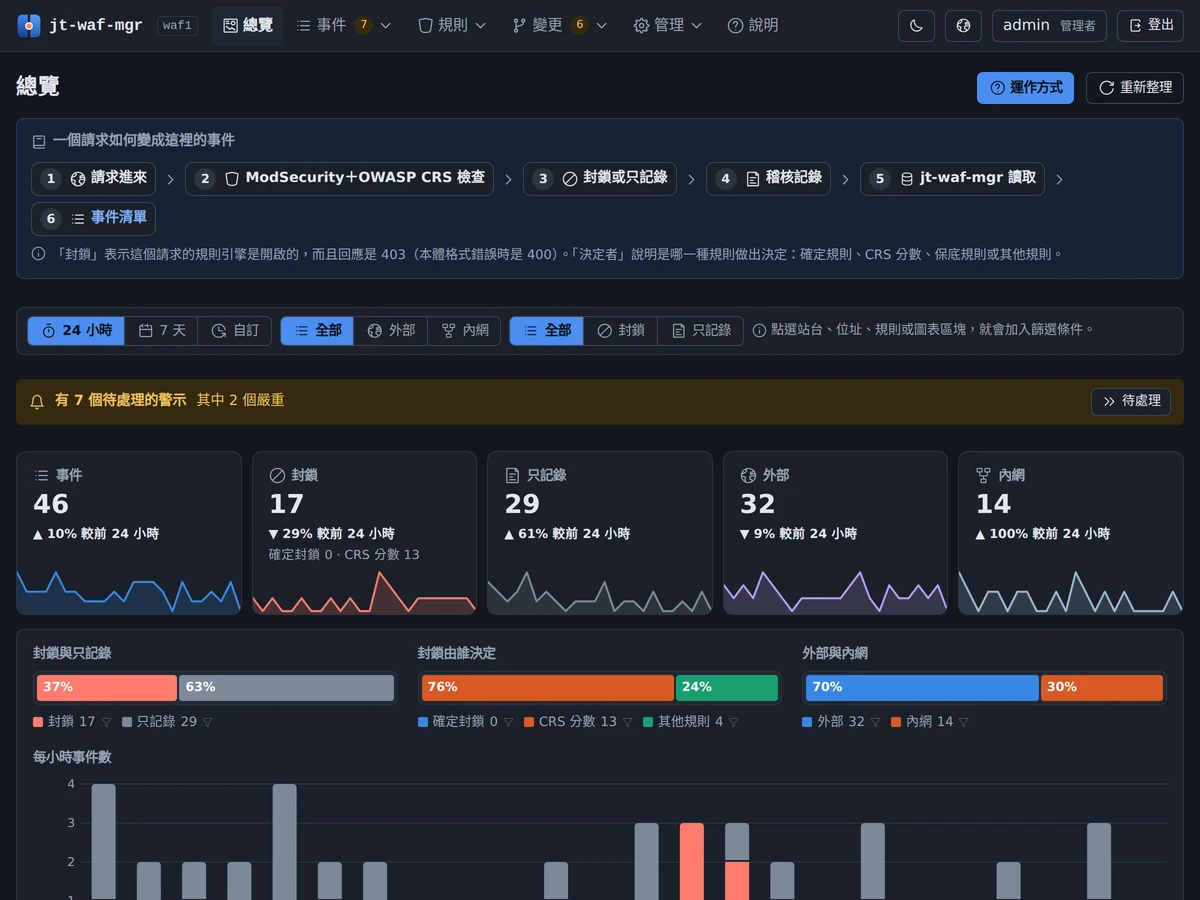 jt-waf-mgr waf1 總覽 事件 7 規則 變更 6 管理 說明 admin 管理者 登出
總覽 運作方式 重新整理
一個請求如何變成這裡的事件
1 請求進來 2 ModSecurity+OWASP CRS 檢查 3 封鎖或只記錄 4 稽核記錄 5 jt-waf-mgr 讀取
6 事件清單
「封鎖」表示這個請求的規則引擎是開啟的，而且回應是 403（本體格式錯誤時是 400）。「決定者」說明是哪一種規則做出決定：確定規則、CRS 分數、保底規則或其他規則。
24 小時 7 天 自訂 全部 外部 內網 全部 封鎖 只記錄 點選站台、位址、規則或圖表區塊，就會加入篩選條件。
有 7 個待處理的警示 其中 2 個嚴重 待處理
事件 封鎖 只記錄 外部 內網
46 17 29 32 14
▲10% 較前 24 小時 ▼29% 較前 24 小時 ▲61% 較前 24 小時 ▼9% 較前 24 小時 ▲100% 較前 24 小時
確定封鎖 0 · CRS 分數 13
封鎖與只記錄 封鎖由誰決定 外部與內網
37% 63% 76% 24% 70% 30%
封鎖 17 只記錄 29 確定封鎖 0 CRS 分數 13 其他規則 4 外部 32 內網 14
每小時事件數
4
3
2
1